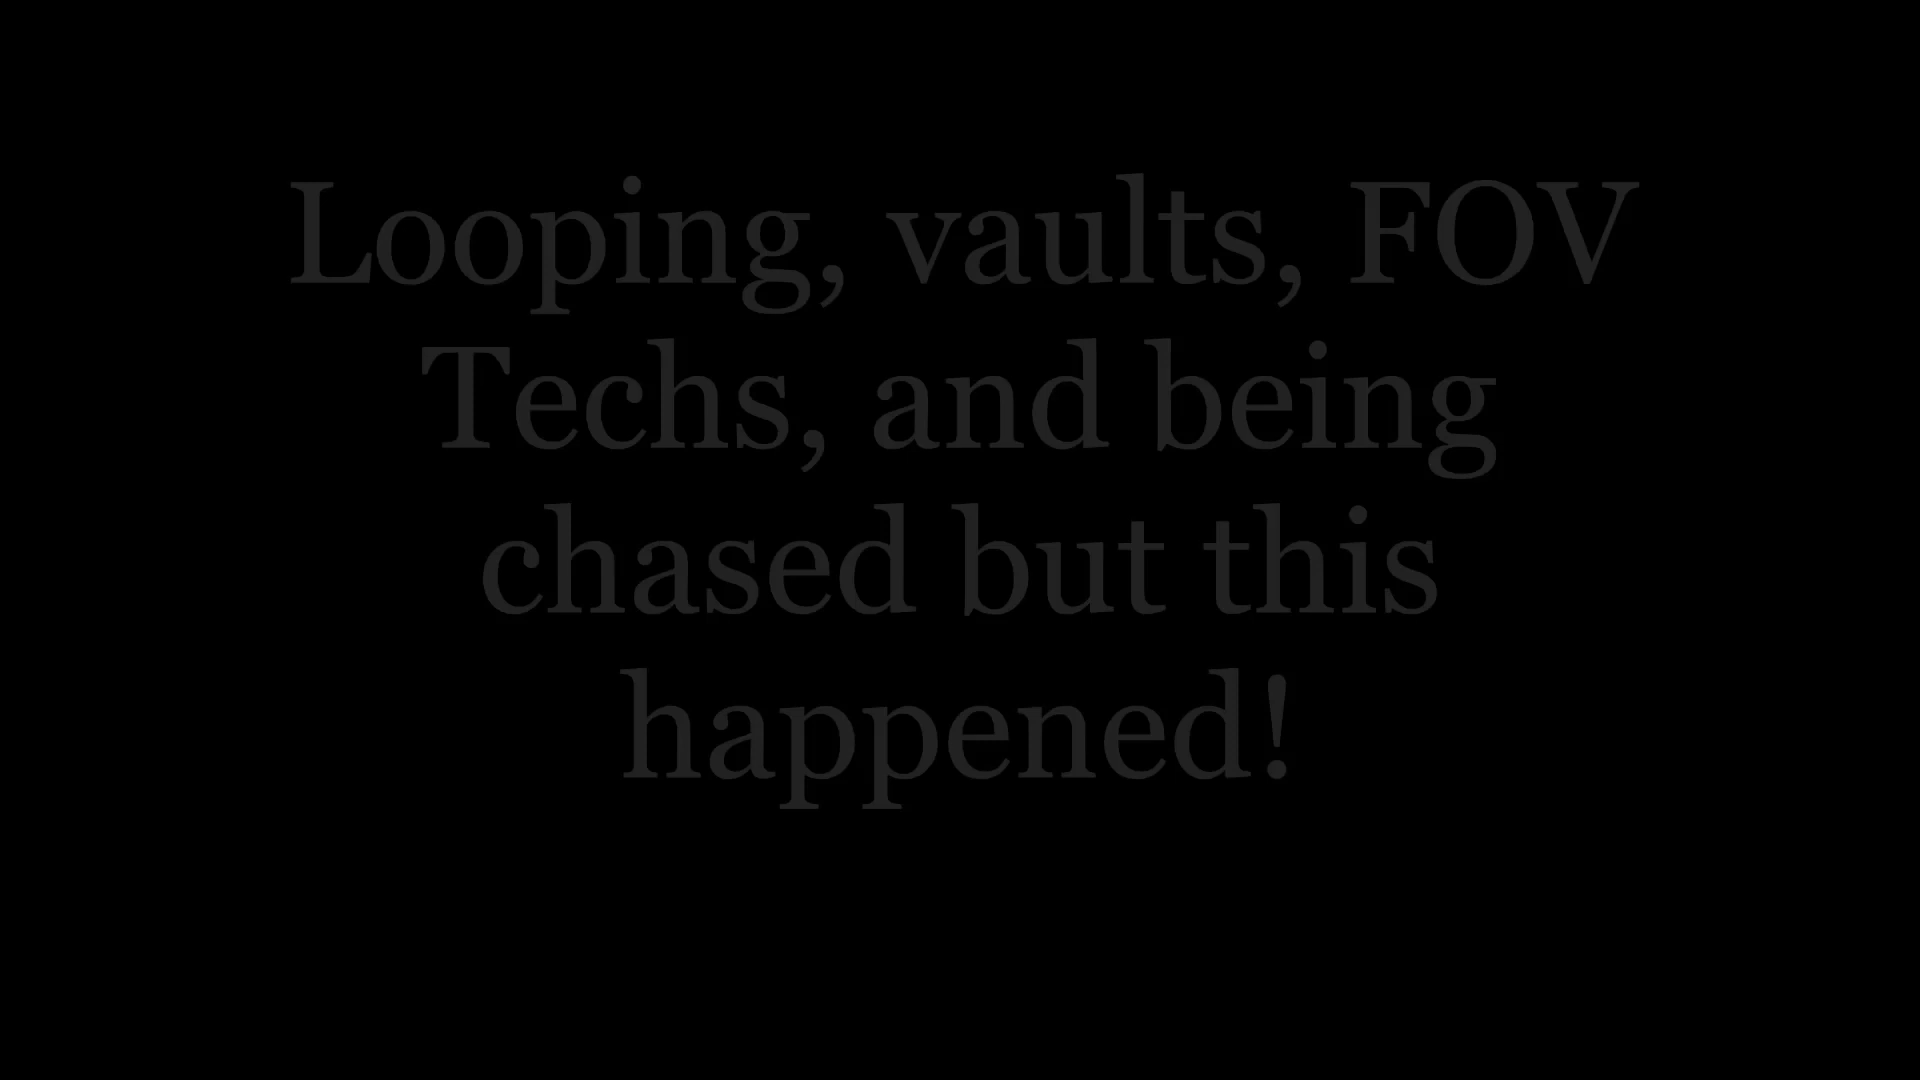 Looping, vaults, FOV
Techs, and being
chased but this
happened!